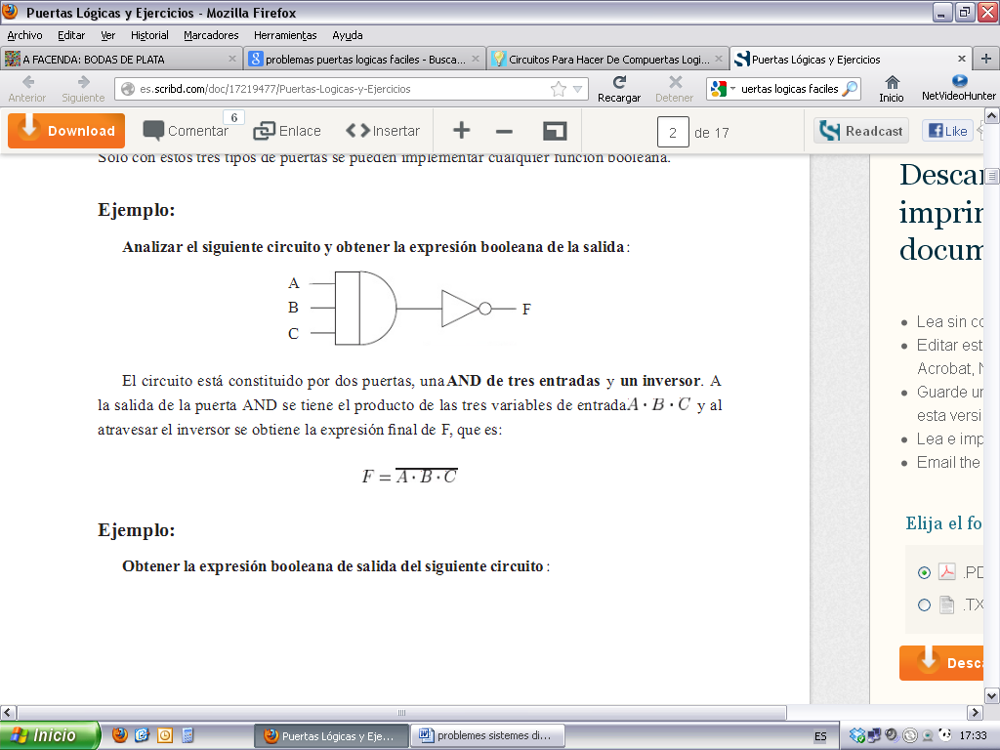 Puertas Lógicas y Ejercicios - Mozilla Firefox
Archivo Editar Ver Historial Marcadores Herramientas Ayuda
A FACENDA: BODAS DE PLATA
problemas puertas logicas faciles - Busca...
Circuitos Para Hacer De Compuertas Logi...
Puertas Lógicas y Ejercicios
Anterior Siguiente
es.scribd.com/doc/17219477/Puertas-Logicas-y-Ejercicios
Recargar Detener
uertas logicas faciles
Inicio NetVideoHunter
Download
Comentar 6
Enlace
Insertar
2 de 17
Readcast
Like
Solo con estos tres tipos de puertas se pueden implementar cualquier función booleana.
Ejemplo:
Analizar el siguiente circuito y obtener la expresión booleana de la salida:
A
B
C
F
El circuito está constituido por dos puertas, una AND de tres entradas y un inversor. A
la salida de la puerta AND se tiene el producto de las tres variables de entrada A · B · C y al
atravesar el inversor se obtiene la expresión final de F, que es:
F = \overline{A · B · C}
Ejemplo:
Obtener la expresión booleana de salida del siguiente circuito:
Descar
imprin
docum
Lea sin co
Editar est
Acrobat, N
Guarde un
esta versi
Lea e imp
Email the
Elija el fo
.PD
.TX
Desca
Inicio
Puertas Lógicas y Eje...
problemes sistemes di...
ES
17:33